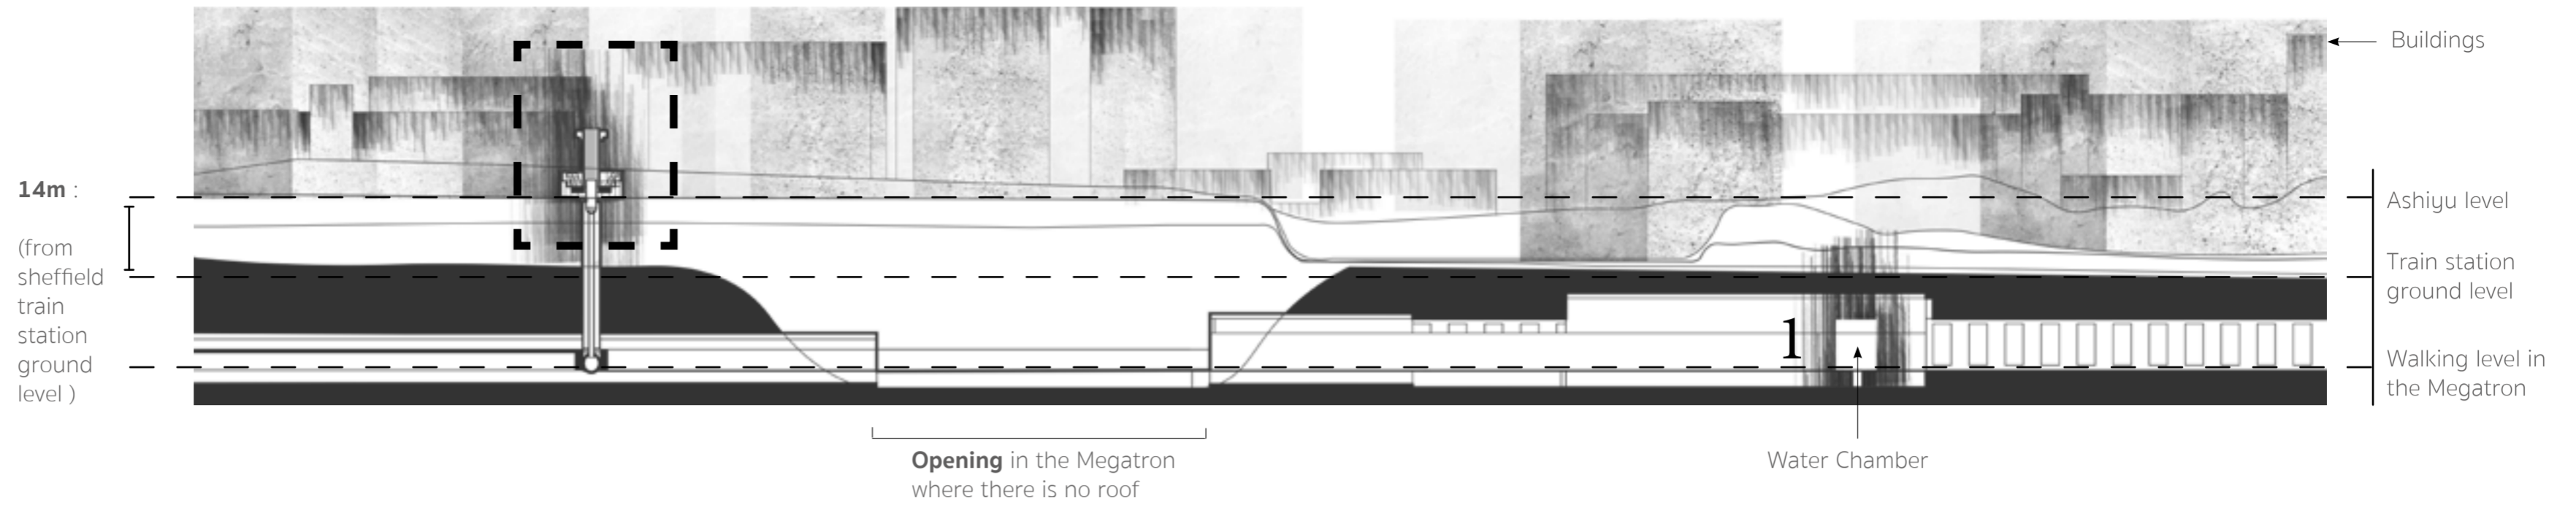 Buildings
14m :
(from
sheffield
train
station
ground
level )
Ashiyu level
Train station
ground level
1
Walking level in
the Megatron
Opening in the Megatron
where there is no roof
Water Chamber